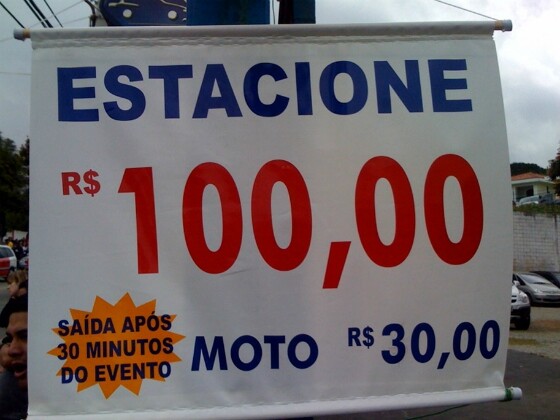 ESTACIONE
R$ 100,00
SAÍDA APÓS
30 MINUTOS
DO EVENTO
MOTO R$ 30,00